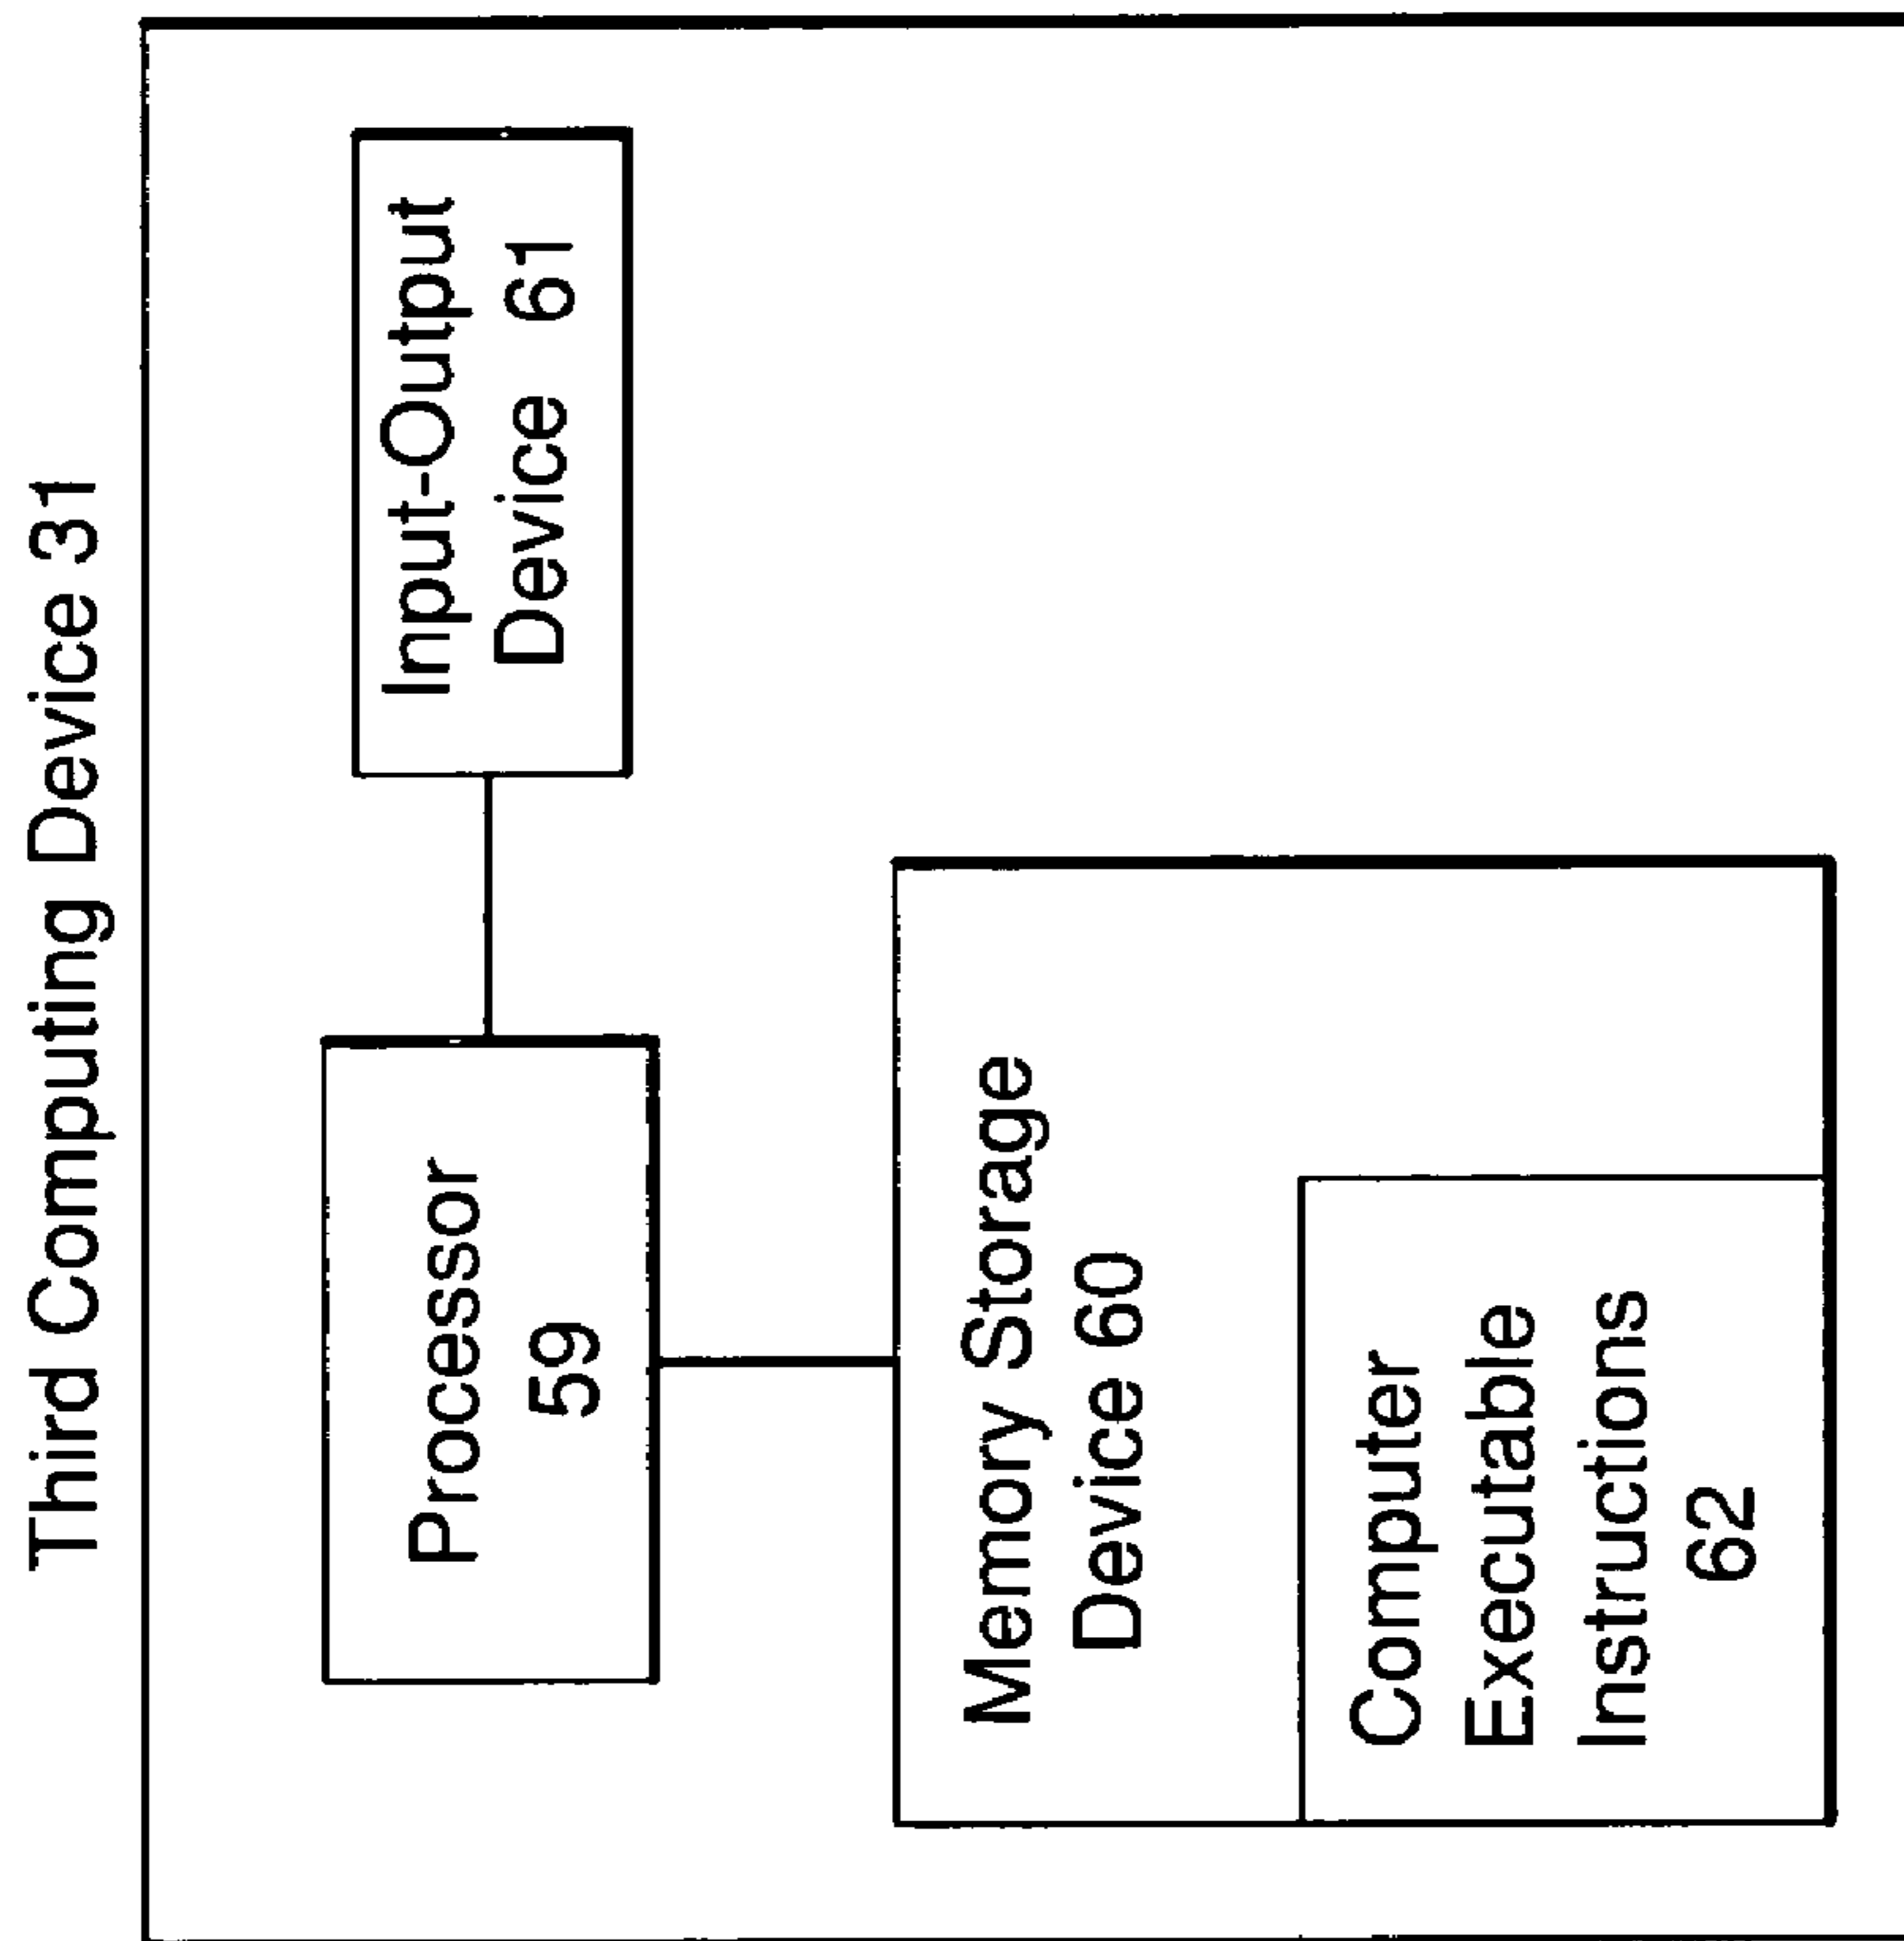 Third Computing Device 31
Processor
59
Input-Output
Device 61
Memory Storage
Device 60
Computer
Executable
Instructions
62